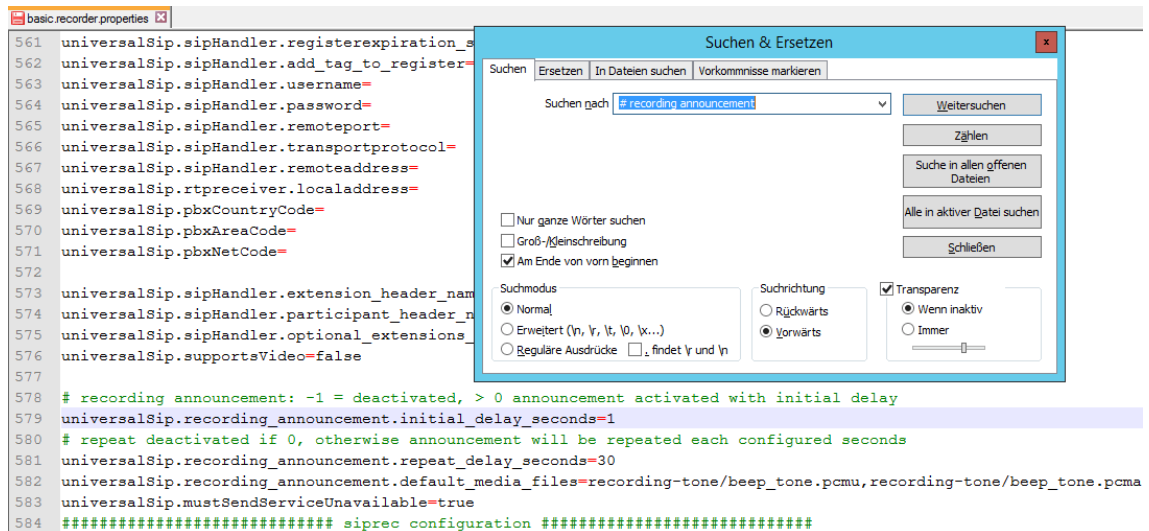 basic.recorder.properties
561 universalSip.sipHandler.registerexpiration_s
562 universalSip.sipHandler.add_tag_to_register=
563 universalSip.sipHandler.username=
564 universalSip.sipHandler.password=
565 universalSip.sipHandler.remoteport=
566 universalSip.sipHandler.transportprotocol=
567 universalSip.sipHandler.remoteaddress=
568 universalSip.rtpreceiver.localaddress=
569 universalSip.pbxCountryCode=
570 universalSip.pbxAreaCode=
571 universalSip.pbxNetCode=
572
573 universalSip.sipHandler.extension_header_nam
574 universalSip.sipHandler.participant_header_n
575 universalSip.sipHandler.optional_extensions_
576 universalSip.supportsVideo=false
577
578 # recording announcement: -1 = deactivated, > 0 announcement activated with initial delay
579 universalSip.recording_announcement.initial_delay_seconds=1
580 # repeat deactivated if 0, otherwise announcement will be repeated each configured seconds
581 universalSip.recording_announcement.repeat_delay_seconds=30
582 universalSip.recording_announcement.default_media_files=recording-tone/beep_tone.pcmu,recording-tone/beep_tone.pcma
583 universalSip.mustSendServiceUnavailable=true
584 ############################# siprec configuration #############################
Suchen & Ersetzen
x
Suchen Ersetzen In Dateien suchen Vorkommnisse markieren
Suchen nach # recording announcement
Weitersuchen
Zählen
Suche in allen offenen
Dateien
Alle in aktiver Datei suchen
Schließen
Nur ganze Wörter suchen
Groß-/Kleinschreibung
Am Ende von vorn beginnen
Suchmodus
Normal
Erweitert (\n, \r, \t, \0, \x...)
Reguläre Ausdrücke . findet \r und \n
Suchrichtung
Rückwärts
Vorwärts
Transparenz
Wenn inaktiv
Immer